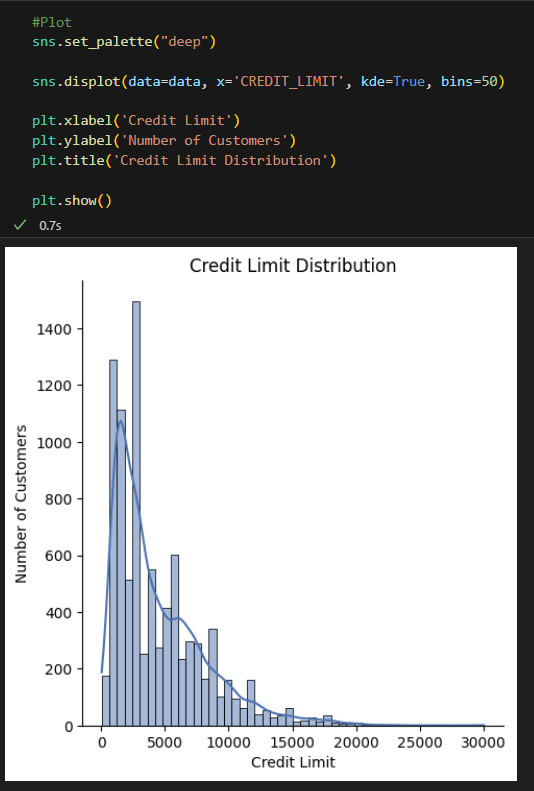 #Plot
sns.set_palette("deep")
sns.displot(data=data, x='CREDIT_LIMIT', kde=True, bins=50)
plt.xlabel('Credit Limit')
plt.ylabel('Number of Customers')
plt.title('Credit Limit Distribution')
plt.show()
0.7s
Credit Limit Distribution
Number of Customers
1400
1200
1000
800
600
400
200
0
0 5000 10000 15000 20000 25000 30000
Credit Limit